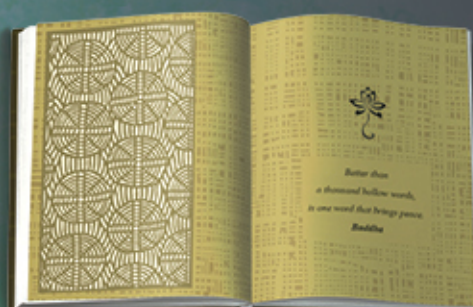 Better than
a thousand hollow words,
is one word that brings peace.
Buddha